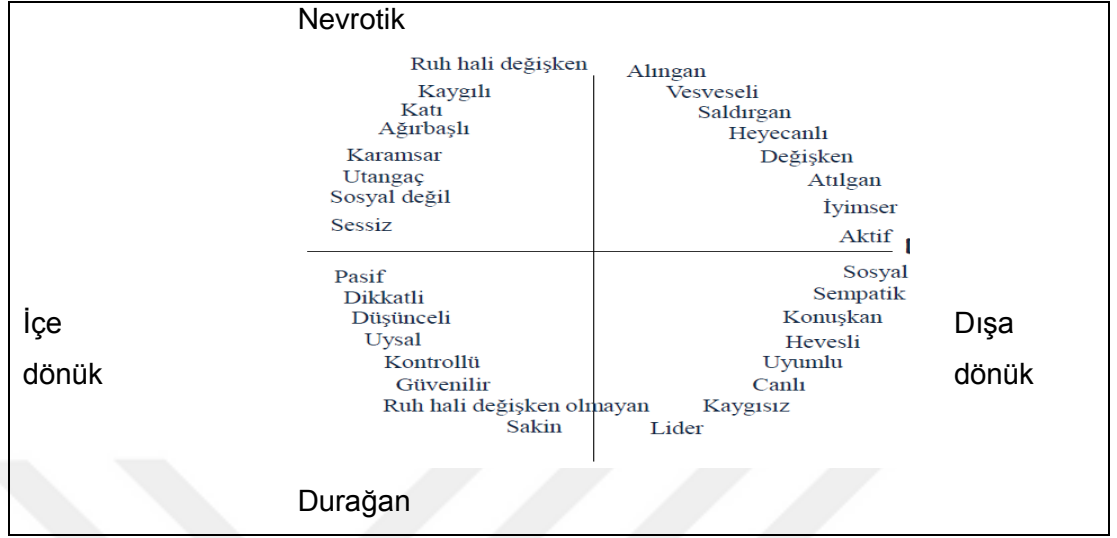 Nevrotik
Ruh hali değişken
Kaygılı
Katı
Ağırbaşlı
Karamsar
Utangaç
Sosyal değil
Sessiz
Alıngan
Vesveseli
Saldırgan
Heyecanlı
Değişken
Atılgan
İyimser
Aktif
İçe
dönük
Pasif
Dikkatli
Düşünceli
Uysal
Kontrollü
Güvenilir
Ruh hali değişken olmayan
Sakin
Sosyal
Sempatik
Konuşkan
Hevesli
Uyumlu
Canlı
Kaygısız
Lider
Dışa
dönük
Durağan